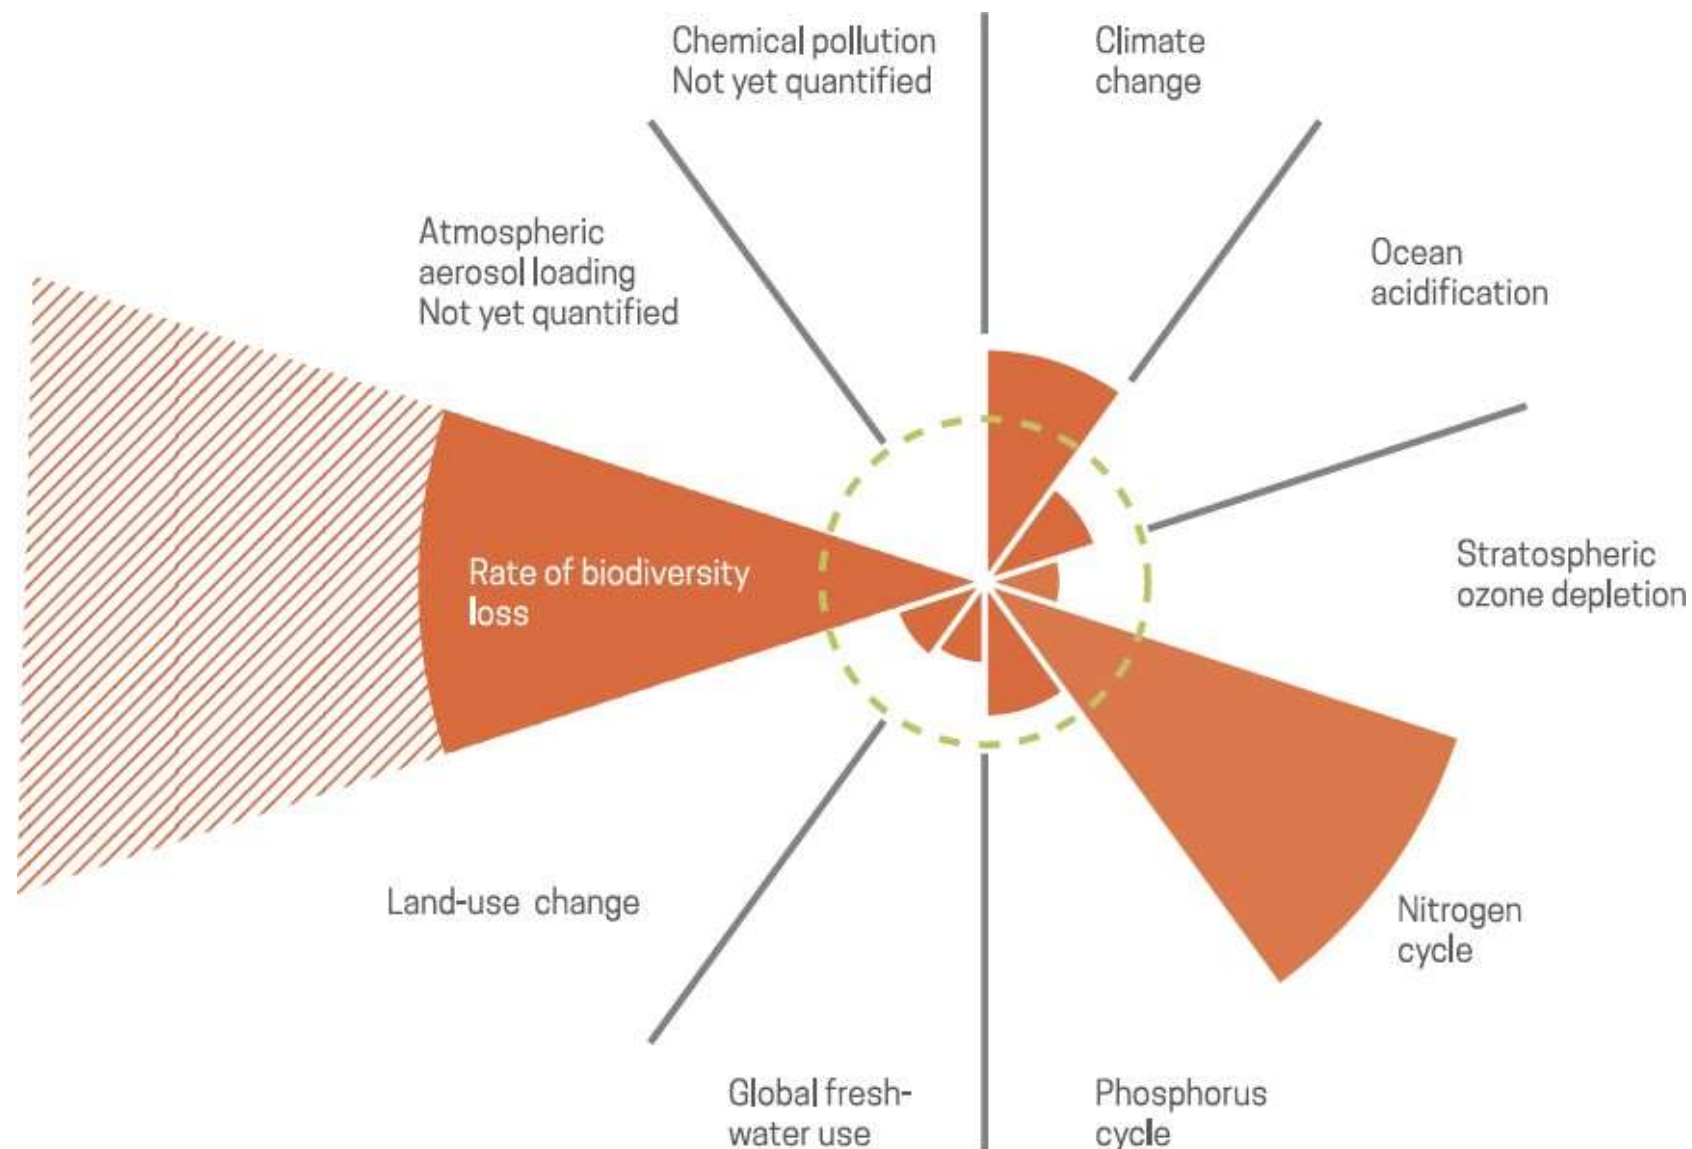 Chemical pollution
Not yet quantified
Climate
change
Atmospheric
aerosol loading
Not yet quantified
Ocean
acidification
Rate of biodiversity
loss
Stratospheric
ozone depletion
Land-use change
Nitrogen
cycle
Global fresh-
water use
Phosphorus
cycle